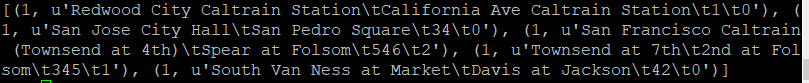 [(1, u'Redwood City Caltrain Station\tCalifornia Ave Caltrain Station\t1\t0'), (
1, u'San Jose City Hall\tSan Pedro Square\t34\t0'), (1, u'San Francisco Caltrain
(Townsend at 4th)\tSpear at Folsom\t546\t2'), (1, u'Townsend at 7th\t2nd at Fol
som\t345\t1'), (1, u'South Van Ness at Market\tDavis at Jackson\t42\t0')]